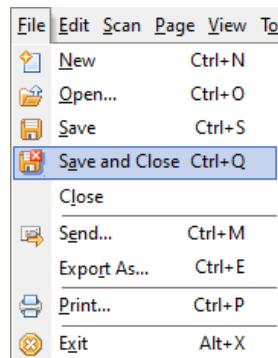 File Edit Scan Page View To
New Ctrl+N
Open... Ctrl+O
Save Ctrl+S
Save and Close Ctrl+Q
Close
Send... Ctrl+M
Export As... Ctrl+E
Print... Ctrl+P
Exit Alt+X